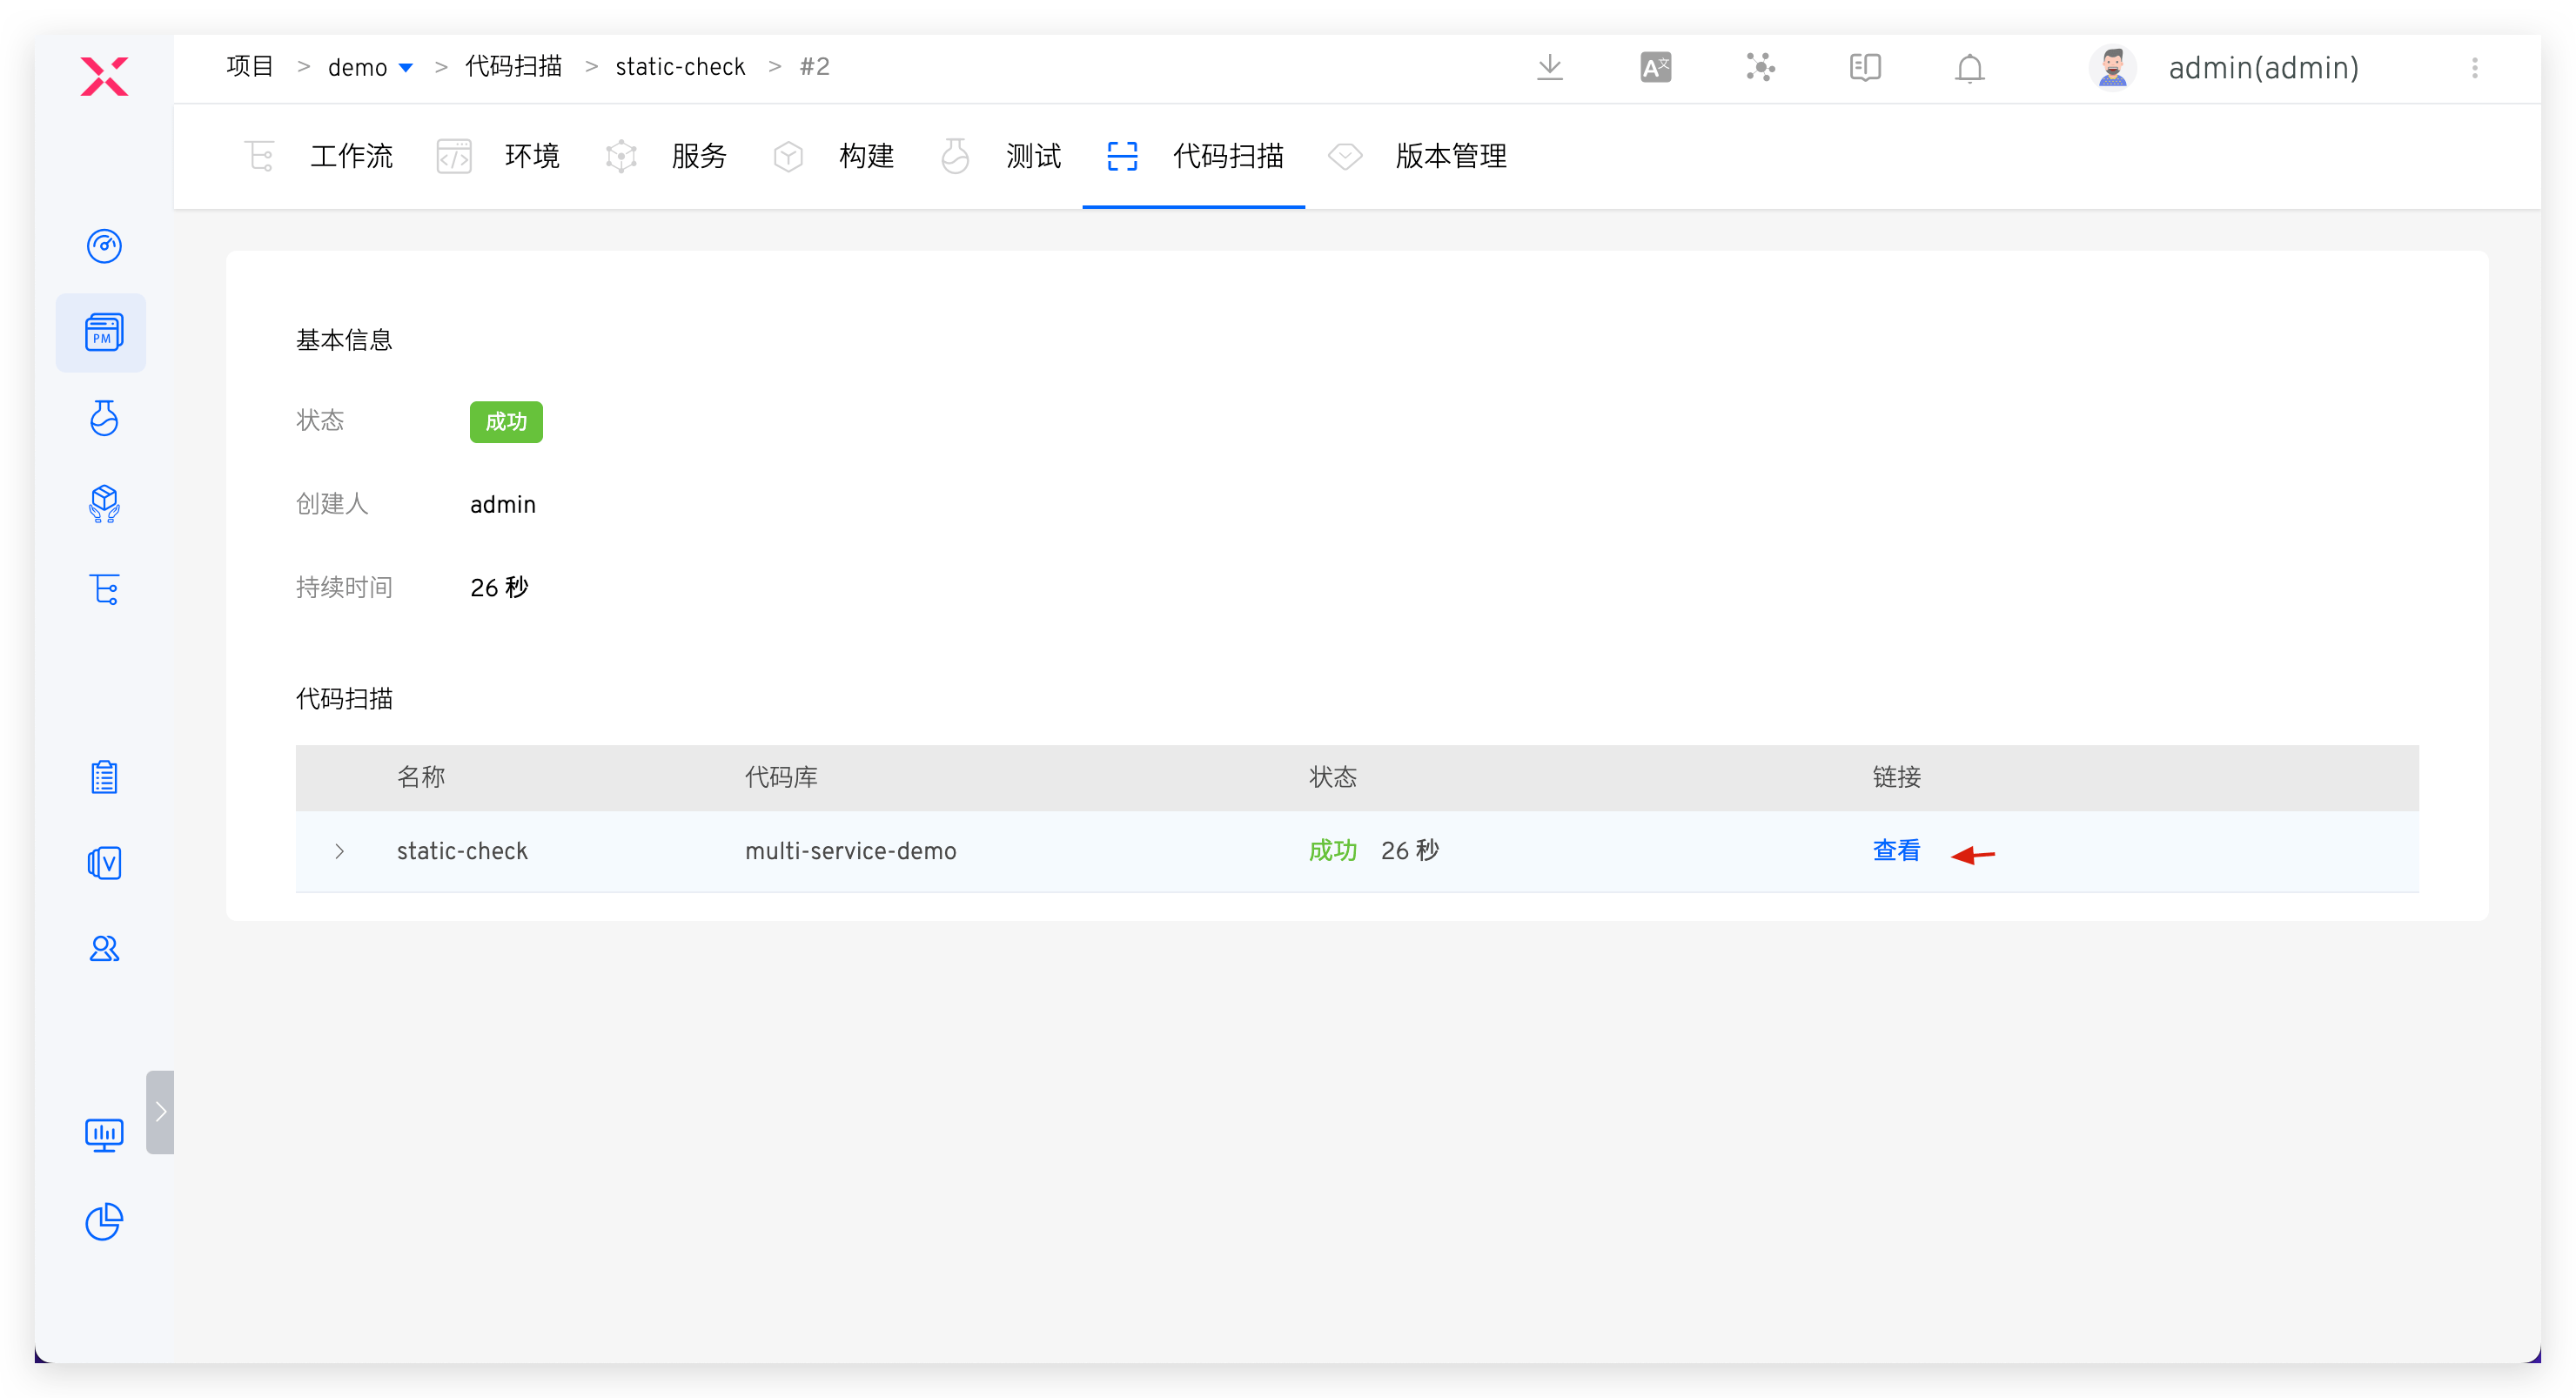 项目 > demo > 代码扫描 > static-check > #2
A文
admin(admin)
工作流 环境 服务 构建 测试 代码扫描 版本管理
PM
基本信息
状态 成功
创建人 admin
持续时间 26 秒
代码扫描
名称 代码库 状态 链接
static-check multi-service-demo 成功 26 秒 查看
V